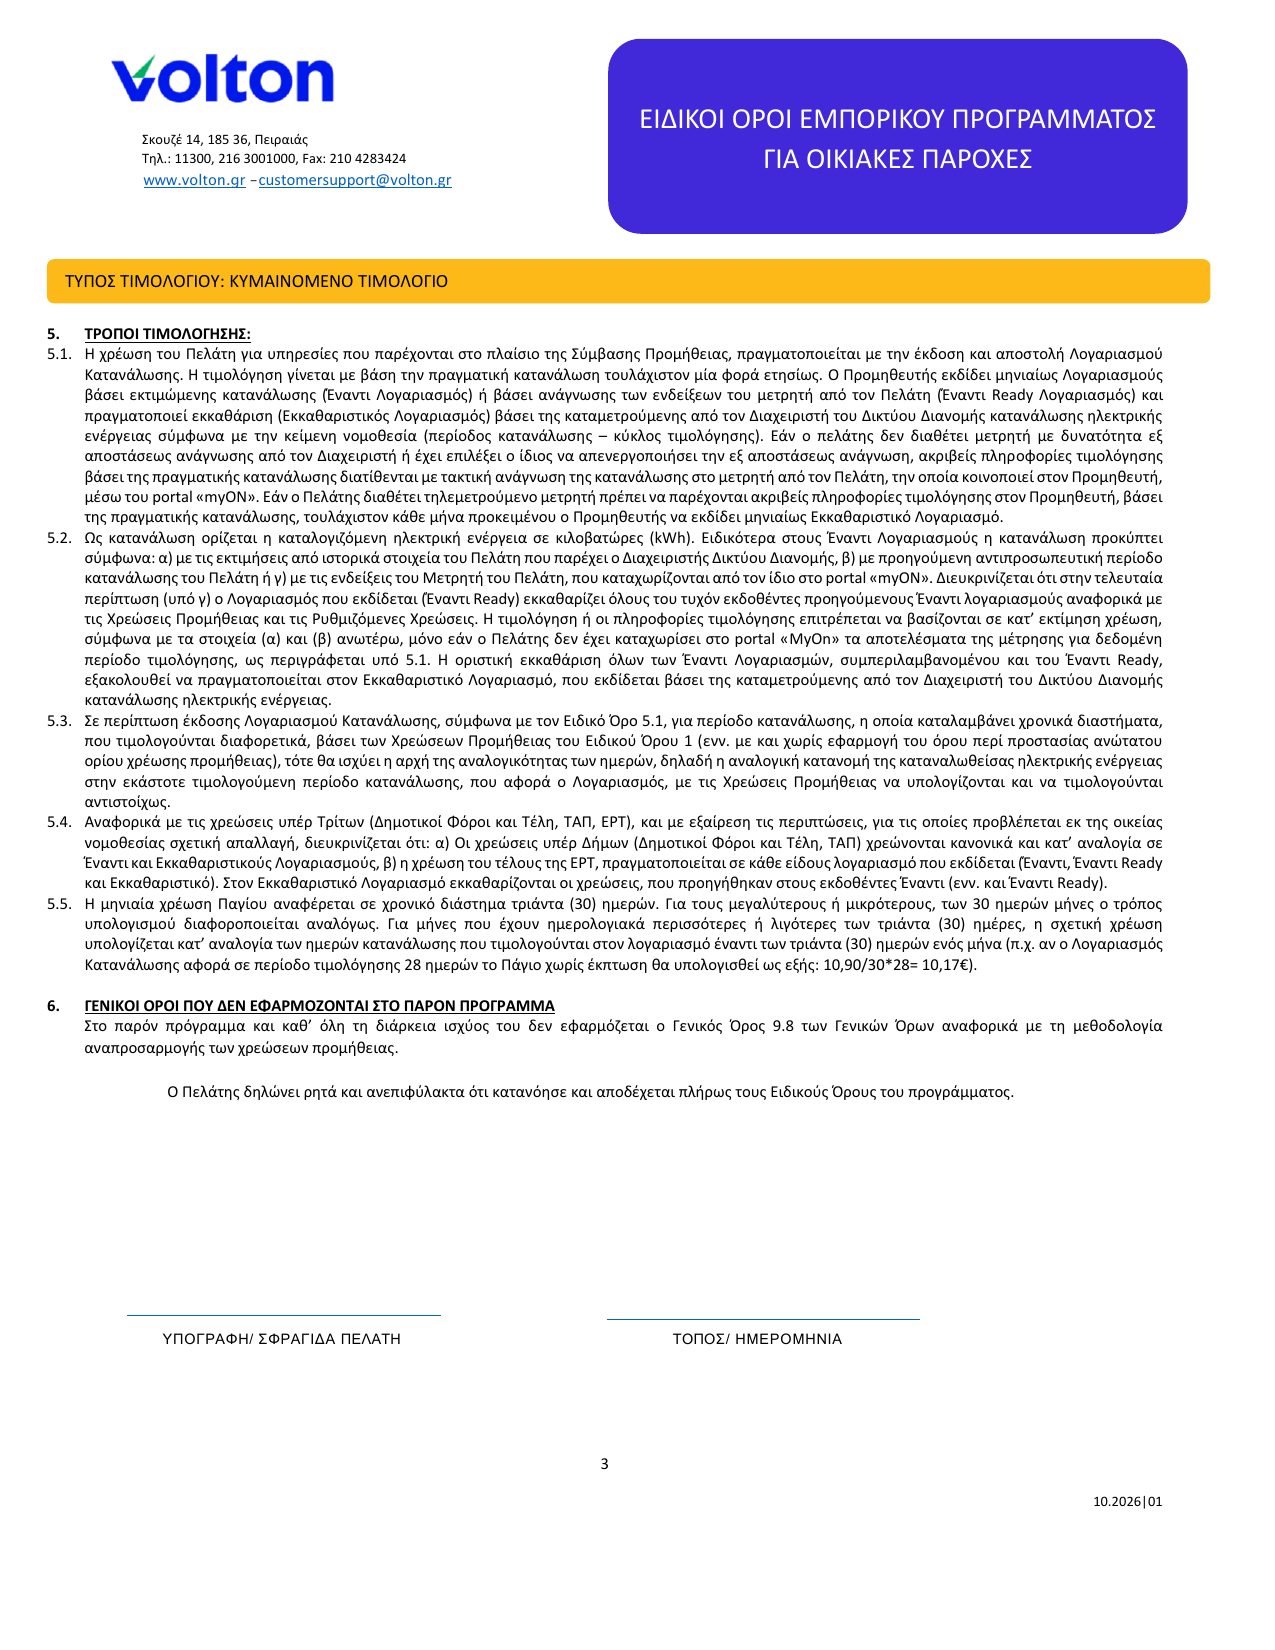 volton
Σκουζέ 14, 185 36, Πειραιάς
Τηλ.: 11300, 216 3001000, Fax: 210 4283424
www.volton.gr – customersupport@volton.gr
ΕΙΔΙΚΟΙ ΟΡΟΙ ΕΜΠΟΡΙΚΟΥ ΠΡΟΓΡΑΜΜΑΤΟΣ
ΓΙΑ ΟΙΚΙΑΚΕΣ ΠΑΡΟΧΕΣ
ΤΥΠΟΣ ΤΙΜΟΛΟΓΙΟΥ: ΚΥΜΑΙΝΟΜΕΝΟ ΤΙΜΟΛΟΓΙΟ
5. ΤΡΟΠΟΙ ΤΙΜΟΛΟΓΗΣΗΣ:
5.1. Η χρέωση του Πελάτη για υπηρεσίες που παρέχονται στο πλαίσιο της Σύμβασης Προμήθειας, πραγματοποιείται με την έκδοση και αποστολή Λογαριασμού
Κατανάλωσης. Η τιμολόγηση γίνεται με βάση την πραγματική κατανάλωση τουλάχιστον μία φορά ετησίως. Ο Προμηθευτής εκδίδει μηνιαίως Λογαριασμούς
βάσει εκτιμώμενης κατανάλωσης (Έναντι Λογαριασμός) ή βάσει ανάγνωσης των ενδείξεων του μετρητή από τον Πελάτη (Έναντι Ready Λογαριασμός) και
πραγματοποιεί εκκαθάριση (Εκκαθαριστικός Λογαριασμός) βάσει της καταμετρούμενης από τον Διαχειριστή του Δικτύου Διανομής κατανάλωσης ηλεκτρικής
ενέργειας σύμφωνα με την κείμενη νομοθεσία (περίοδος κατανάλωσης – κύκλος τιμολόγησης). Εάν ο πελάτης δεν διαθέτει μετρητή με δυνατότητα εξ
αποστάσεως ανάγνωσης από τον Διαχειριστή ή έχει επιλέξει ο ίδιος να απενεργοποιήσει την εξ αποστάσεως ανάγνωση, ακριβείς πληροφορίες τιμολόγησης
βάσει της πραγματικής κατανάλωσης διατίθενται με τακτική ανάγνωση της κατανάλωσης στο μετρητή από τον Πελάτη, την οποία κοινοποιεί στον Προμηθευτή,
μέσω του portal «myON». Εάν ο Πελάτης διαθέτει τηλεμετρούμενο μετρητή πρέπει να παρέχονται ακριβείς πληροφορίες τιμολόγησης στον Προμηθευτή, βάσει
της πραγματικής κατανάλωσης, τουλάχιστον κάθε μήνα προκειμένου ο Προμηθευτής να εκδίδει μηνιαίως Εκκαθαριστικό Λογαριασμό.
5.2. Ως κατανάλωση ορίζεται η καταλογιζόμενη ηλεκτρική ενέργεια σε κιλοβατώρες (kWh). Ειδικότερα στους Έναντι Λογαριασμούς η κατανάλωση προκύπτει
σύμφωνα: α) με τις εκτιμήσεις από ιστορικά στοιχεία του Πελάτη που παρέχει ο Διαχειριστής Δικτύου Διανομής, β) με προηγούμενη αντιπροσωπευτική περίοδο
κατανάλωσης του Πελάτη ή γ) με τις ενδείξεις του Μετρητή του Πελάτη, που καταχωρίζονται από τον ίδιο στο portal «myON». Διευκρινίζεται ότι στην τελευταία
περίπτωση (υπό γ) ο Λογαριασμός που εκδίδεται (Έναντι Ready) εκκαθαρίζει όλους του τυχόν εκδοθέντες προηγούμενους Έναντι λογαριασμούς αναφορικά με
τις Χρεώσεις Προμήθειας και τις Ρυθμιζόμενες Χρεώσεις. Η τιμολόγηση ή οι πληροφορίες τιμολόγησης επιτρέπεται να βασίζονται σε κατ’ εκτίμηση χρέωση,
σύμφωνα με τα στοιχεία (α) και (β) ανωτέρω, μόνο εάν ο Πελάτης δεν έχει καταχωρίσει στο portal «MyOn» τα αποτελέσματα της μέτρησης για δεδομένη
περίοδο τιμολόγησης, ως περιγράφεται υπό 5.1. Η οριστική εκκαθάριση όλων των Έναντι Λογαριασμών, συμπεριλαμβανομένου και του Έναντι Ready,
εξακολουθεί να πραγματοποιείται στον Εκκαθαριστικό Λογαριασμό, που εκδίδεται βάσει της καταμετρούμενης από τον Διαχειριστή του Δικτύου Διανομής
κατανάλωσης ηλεκτρικής ενέργειας.
5.3. Σε περίπτωση έκδοσης Λογαριασμού Κατανάλωσης, σύμφωνα με τον Ειδικό Όρο 5.1, για περίοδο κατανάλωσης, η οποία καταλαμβάνει χρονικά διαστήματα,
που τιμολογούνται διαφορετικά, βάσει των Χρεώσεων Προμήθειας του Ειδικού Όρου 1 (ενν. με και χωρίς εφαρμογή του όρου περί προστασίας ανώτατου
ορίου χρέωσης προμήθειας), τότε θα ισχύει η αρχή της αναλογικότητας των ημερών, δηλαδή η αναλογική κατανομή της καταναλωθείσας ηλεκτρικής ενέργειας
στην εκάστοτε τιμολογούμενη περίοδο κατανάλωσης, που αφορά ο Λογαριασμός, με τις Χρεώσεις Προμήθειας να υπολογίζονται και να τιμολογούνται
αντιστοίχως.
5.4. Αναφορικά με τις χρεώσεις υπέρ Τρίτων (Δημοτικοί Φόροι και Τέλη, ΤΑΠ, ΕΡΤ), και με εξαίρεση τις περιπτώσεις, για τις οποίες προβλέπεται εκ της οικείας
νομοθεσίας σχετική απαλλαγή, διευκρινίζεται ότι: α) Οι χρεώσεις υπέρ Δήμων (Δημοτικοί Φόροι και Τέλη, ΤΑΠ) χρεώνονται κανονικά και κατ’ αναλογία σε
Έναντι και Εκκαθαριστικούς Λογαριασμούς, β) η χρέωση του τέλους της ΕΡΤ, πραγματοποιείται σε κάθε είδους λογαριασμό που εκδίδεται (Έναντι, Έναντι Ready
και Εκκαθαριστικό). Στον Εκκαθαριστικό Λογαριασμό εκκαθαρίζονται οι χρεώσεις, που προηγήθηκαν στους εκδοθέντες Έναντι (ενν. και Έναντι Ready).
5.5. Η μηνιαία χρέωση Παγίου αναφέρεται σε χρονικό διάστημα τριάντα (30) ημερών. Για τους μεγαλύτερους ή μικρότερους, των 30 ημερών μήνες ο τρόπος
υπολογισμού διαφοροποιείται αναλόγως. Για μήνες που έχουν ημερολογιακά περισσότερες ή λιγότερες των τριάντα (30) ημέρες, η σχετική χρέωση
υπολογίζεται κατ’ αναλογία των ημερών κατανάλωσης που τιμολογούνται στον λογαριασμό έναντι των τριάντα (30) ημερών ενός μήνα (π.χ. αν ο Λογαριασμός
Κατανάλωσης αφορά σε περίοδο τιμολόγησης 28 ημερών το Πάγιο χωρίς έκπτωση θα υπολογισθεί ως εξής: 10,90/30*28= 10,17€).
6. ΓΕΝΙΚΟΙ ΟΡΟΙ ΠΟΥ ΔΕΝ ΕΦΑΡΜΟΖΟΝΤΑΙ ΣΤΟ ΠΑΡΟΝ ΠΡΟΓΡΑΜΜΑ
Στο παρόν πρόγραμμα και καθ’ όλη τη διάρκεια ισχύος του δεν εφαρμόζεται ο Γενικός Όρος 9.8 των Γενικών Όρων αναφορικά με τη μεθοδολογία
αναπροσαρμογής των χρεώσεων προμήθειας.
Ο Πελάτης δηλώνει ρητά και ανεπιφύλακτα ότι κατανόησε και αποδέχεται πλήρως τους Ειδικούς Όρους του προγράμματος.
ΥΠΟΓΡΑΦΗ/ ΣΦΡΑΓΙΔΑ ΠΕΛΑΤΗ
ΤΟΠΟΣ/ ΗΜΕΡΟΜΗΝΙΑ
3
10.2026|01